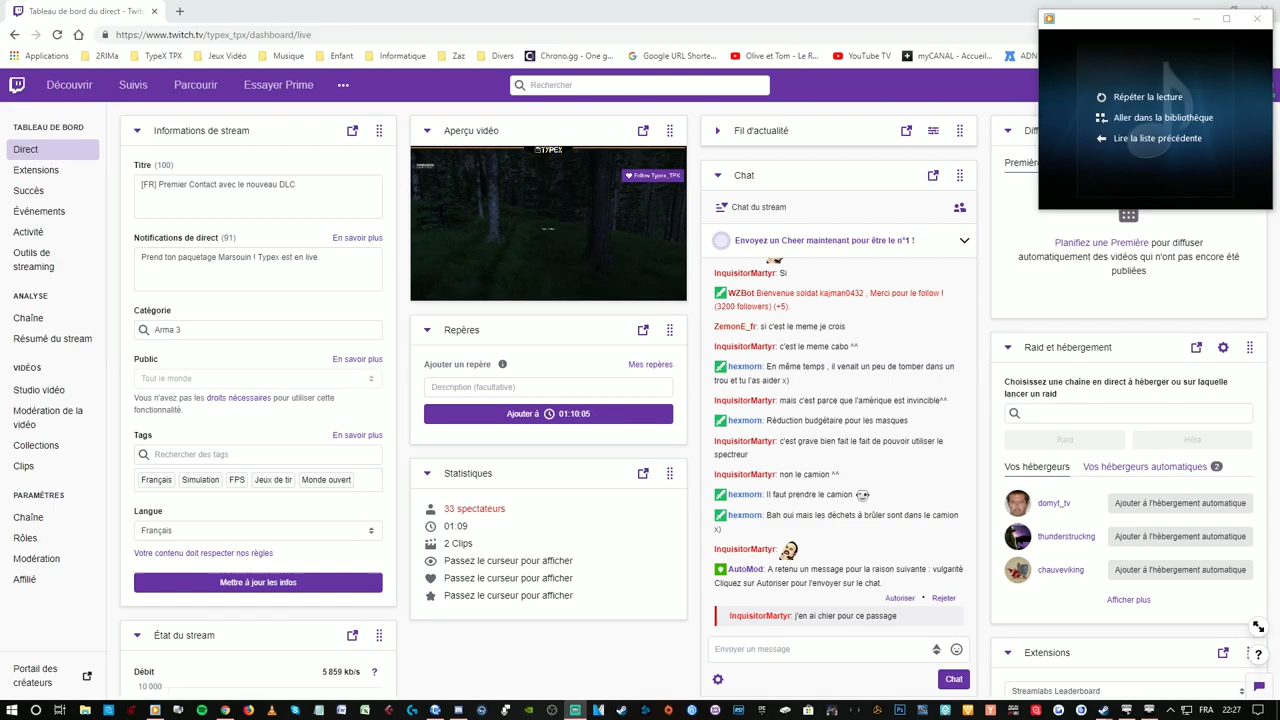 Tableau de bord du direct - Twitch
https://www.twitch.tv/typex_tpx/dashboard/live
Applications
2RIMa
TypeX TPX
Jeux Vidéo
Musique
Enfant
Informatique
Zaz
Divers
Chrono.gg - One g...
Google URL Shorte...
Olive et Tom - Le R...
YouTube TV
myCANAL - Accueil...
ADN
Découvrir
Suivis
Parcourir
Essayer Prime
Rechercher
Répéter la lecture
Aller dans la bibliothèque
Lire la liste précédente
TABLEAU DE BORD
Direct
Extensions
Succès
Événements
Activité
Outils de
streaming
ANALYSE
Chaîne
Résumé du stream
VIDÉOS
Studio vidéo
Modération de la
vidéo
Collections
Clips
PARAMÈTRES
Chaîne
Rôles
Modération
Affilié
Portail des
créateurs
Informations de stream
Titre (100)
[FR] Premier Contact avec le nouveau DLC
Notifications de direct (91)
En savoir plus
Prend ton paquetage Marsouin ! Typex est en live.
Catégorie
Arma 3
Public
En savoir plus
Tout le monde
Vous n'avez pas les droits nécessaires pour utiliser cette
fonctionnalité.
Tags
En savoir plus
Rechercher des tags
Français
Simulation
FPS
Jeux de tir
Monde ouvert
Langue
Français
Votre contenu doit respecter nos règles
Mettre à jour les infos
État du stream
Débit
5 859 kb/s
?
10 000
Aperçu vidéo
TYPEX
Follow Typex_TPX
Repères
Ajouter un repère
Mes repères
Description (facultative)
Ajouter à 01:10:05
Statistiques
33 spectateurs
01:09
2 Clips
Passez le curseur pour afficher
Passez le curseur pour afficher
Passez le curseur pour afficher
Fil d'actualité
Chat
Chat du stream
Envoyez un Cheer maintenant pour être le n°1 !
InquisitorMartyr: Si
WZBot Bienvenue soldat kajman0432 , Merci pour le follow !
(3200 followers) (+5).
ZemonE_fr: si c'est le meme je crois
InquisitorMartyr: c'est le meme cabo ^^
hexmorn: En même temps , il venait un peu de tomber dans un
trou et tu l'as aider x)
InquisitorMartyr: mais c'est parce que l'amèrique est invincible^^
hexmorn: Réduction budgétaire pour les masques
InquisitorMartyr: c'est grave bien fait le fait de pouvoir utiliser le
spectreur
InquisitorMartyr: non le camion ^^
hexmorn: Il faut prendre le camion
hexmorn: Bah oui mais les dèchets à brûler sont dans le camion
x)
InquisitorMartyr:
AutoMod: A retenu un message pour la raison suivante : vulgarité
Cliquez sur Autoriser pour l'envoyer sur le chat.
Autoriser • Rejeter
InquisitorMartyr: j'en ai chier pour ce passage
Envoyer un message
Chat
Première
Planifiez une Première pour diffuser
automatiquement des vidéos qui n'ont pas encore été
publiées
Raid et hébergement
Choisissez une chaîne en direct à héberger ou sur laquelle
lancer un raid
Raid
Hôte
Vos hébergeurs
Vos hébergeurs automatiques 2
domyt_tv
Ajouter à l'hébergement automatique
thunderstruckng
Ajouter à l'hébergement automatique
chauveviking
Ajouter à l'hébergement automatique
Afficher plus
?
Extensions
Streamlabs Leaderboard
FRA
22:27